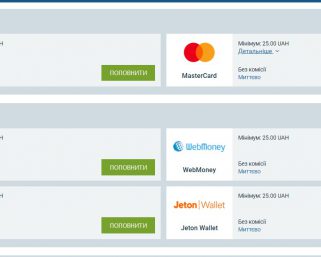 Н
Мінімум: 25.00 UAH
Детальніше
ПОПОВНИТИ
MasterCard
Без комісії
Миттєво
Н
WebMoney
Мінімум: 25.00 UAH
ПОПОВНИТИ
WebMoney
Без комісії
Миттєво
Н
Jeton|Wallet
Мінімум: 25.00 UAH
ПОПОВНИТИ
Jeton Wallet
Без комісії
Миттєво